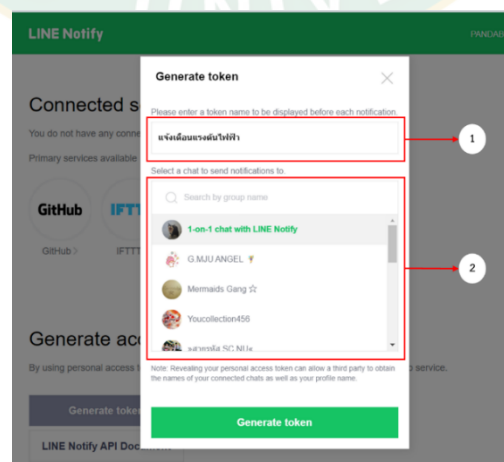 LINE Notify
PANDAB
Generate token
Please enter a token name to be displayed before each notification.
แจ้งเตือนแรงดันไฟฟ้า
1
Select a chat to send notifications to
Search by group name
1-on-1 chat with LINE Notify
G.MJU ANGEL
Mermaids Gang ☆
Youcollection456
SC.NUs
2
Note: Revealing your personal access token can allow a third party to obtain
the names of your connected chats as well as your profile name.
Generate token
Connected s
You do not have any conne
Primary services available
GitHub
IFTT
GitHub >
IFTTT
Generate acc
By using personal access t
o service.
Generate token
LINE Notify API Doc